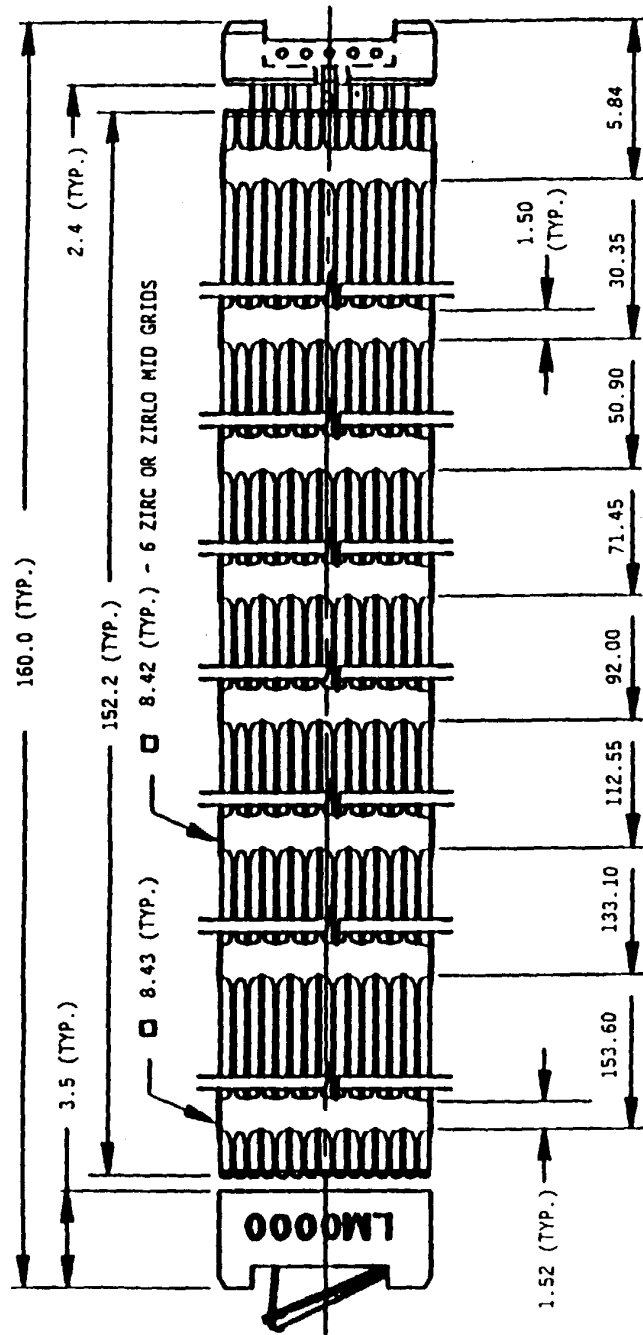 160.0 (TYP.)
3.5 (TYP.)
152.2 (TYP.)
2.4 (TYP.)
□ 8.43 (TYP.)
□ 8.42 (TYP.) - 6 ZIRC OR ZIRLO MID GRIDS
LM0000
1.52 (TYP.)
1.50
(TYP.)
153.60
133.10
112.55
92.00
71.45
50.90
30.35
5.84